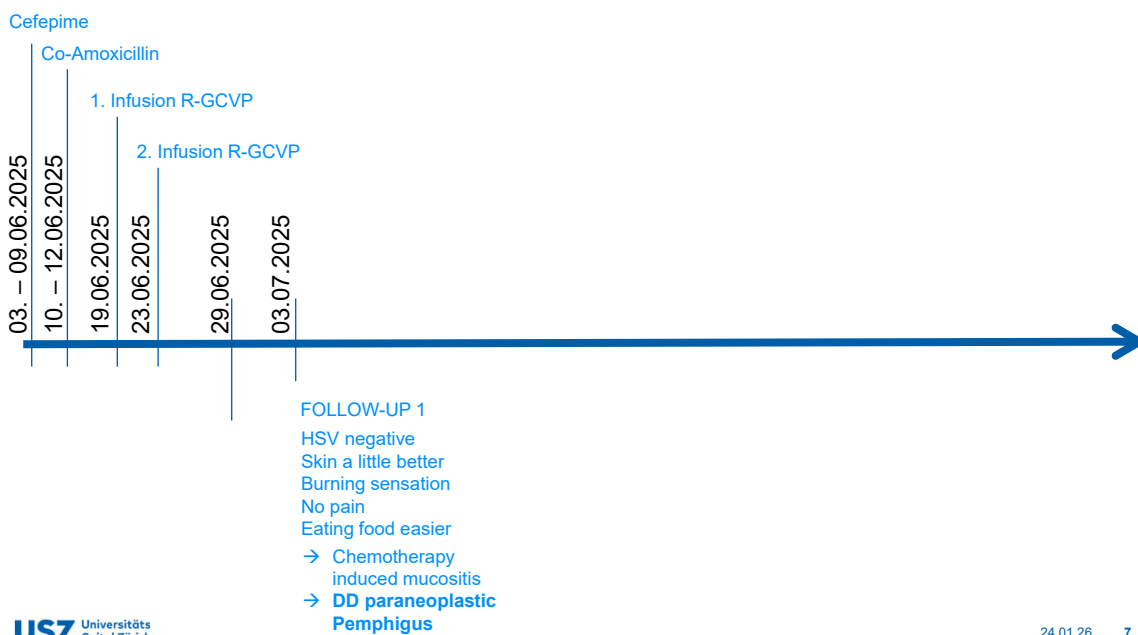 Cefepime
Co-Amoxicillin
1. Infusion R-GCVP
2. Infusion R-GCVP
03. – 09.06.2025
10. – 12.06.2025
19.06.2025
23.06.2025
29.06.2025
03.07.2025
FOLLOW-UP 1
HSV negative
Skin a little better
Burning sensation
No pain
Eating food easier
→ Chemotherapy
induced mucositis
→ DD paraneoplastic
Pemphigus
USZ Universitäts
Spital Zürich
24.01.26 7